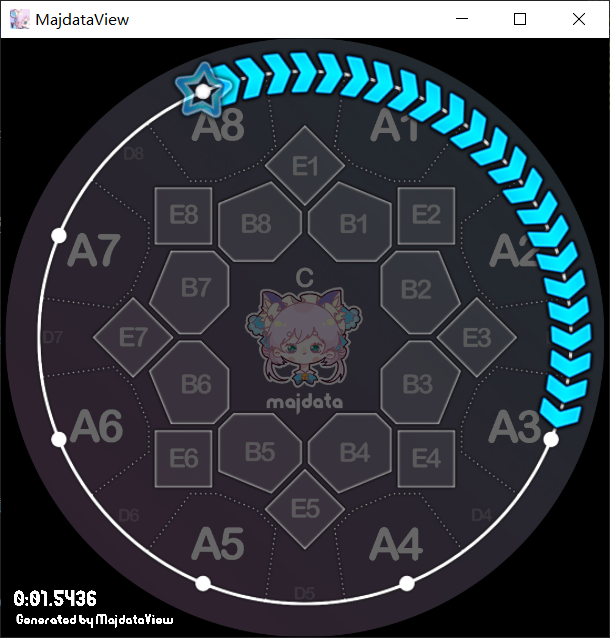 MajdataView
A8
A1
D8
E1
E8
B8
B1
E2
A7
A2
C
B7
B2
D7
E7
E3
B6
B3
majdata
A6
A3
E6
B5
B4
E4
D6
D4
E5
A5
A4
D5
0:01.5436
Generated by MajdataView